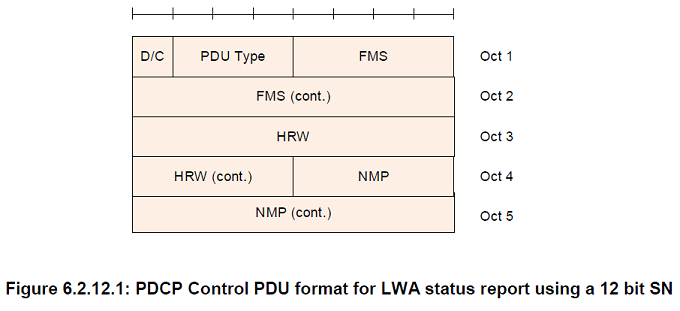 D/C PDU Type FMS Oct 1
FMS (cont.) Oct 2
HRW Oct 3
HRW (cont.) NMP Oct 4
NMP (cont.) Oct 5
Figure 6.2.12.1: PDCP Control PDU format for LWA status report using a 12 bit SN